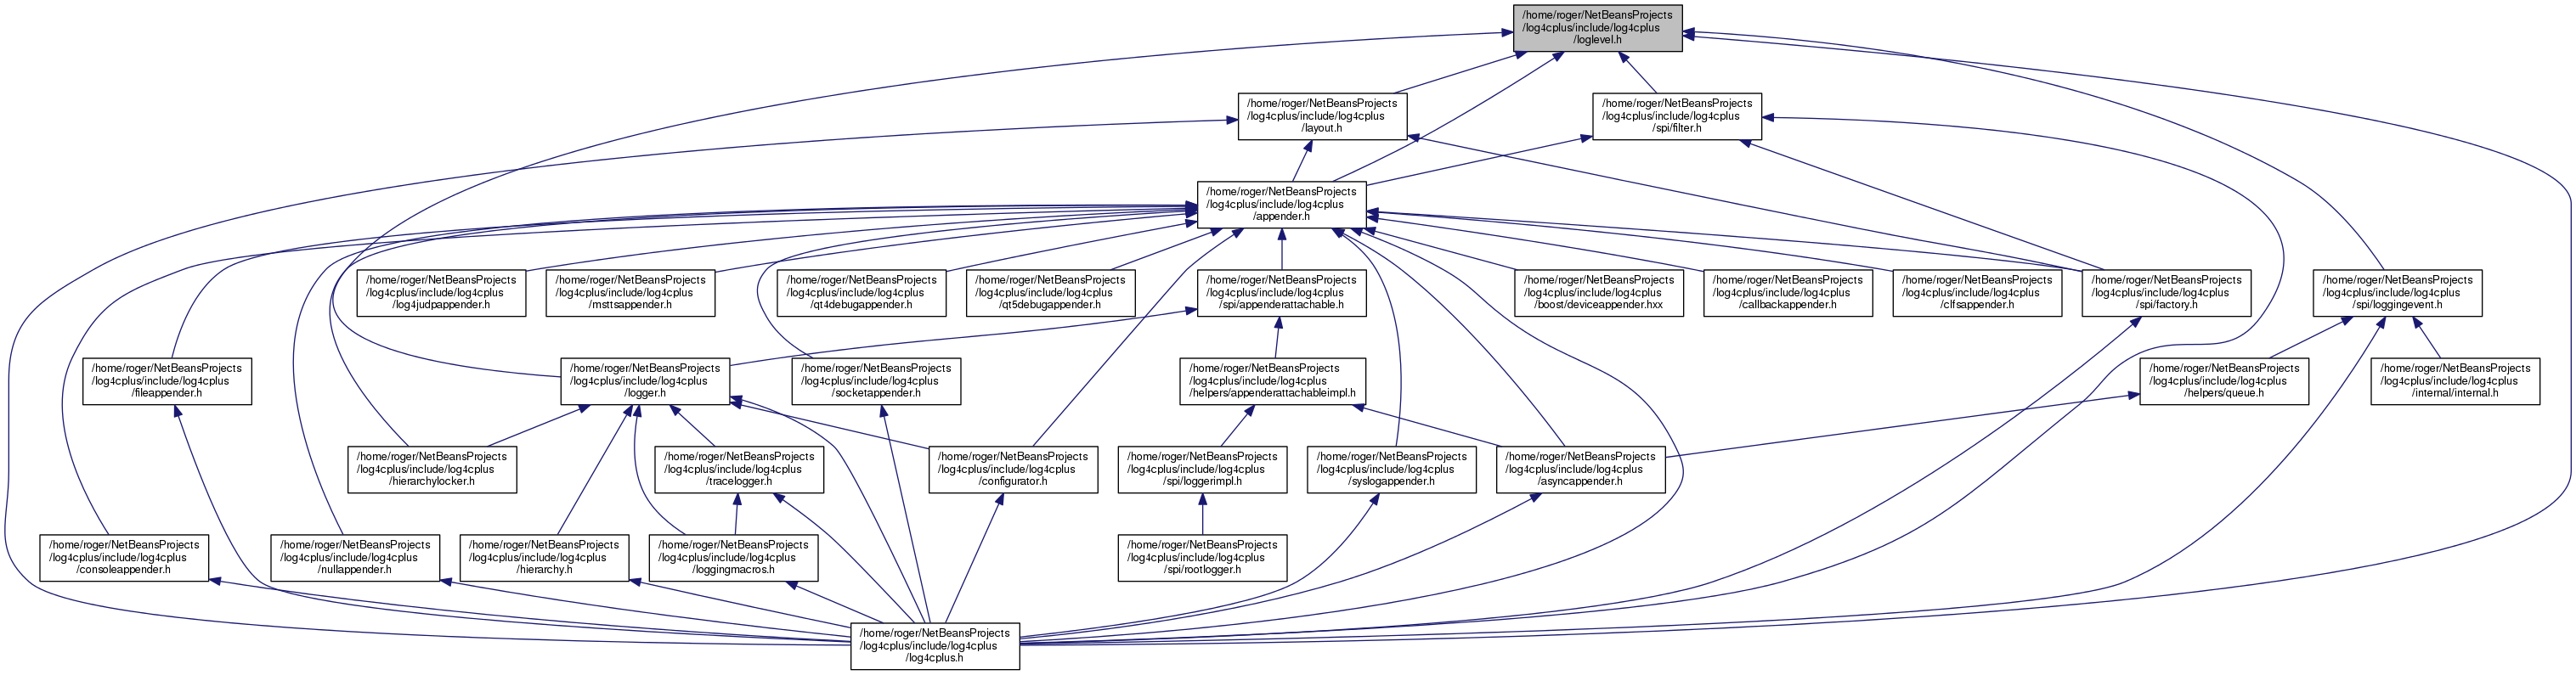 /home/roger/NetBeansProjects
/log4cplus/include/log4cplus
/loglevel.h
/home/roger/NetBeansProjects
/log4cplus/include/log4cplus
/layout.h
/home/roger/NetBeansProjects
/log4cplus/include/log4cplus
/spi/filter.h
/home/roger/NetBeansProjects
/log4cplus/include/log4cplus
/appender.h
/home/roger/NetBeansProjects
/log4cplus/include/log4cplus
/log4judpappender.h
/home/roger/NetBeansProjects
/log4cplus/include/log4cplus
/msttsappender.h
/home/roger/NetBeansProjects
/log4cplus/include/log4cplus
/qt4debugappender.h
/home/roger/NetBeansProjects
/log4cplus/include/log4cplus
/qt5debugappender.h
/home/roger/NetBeansProjects
/log4cplus/include/log4cplus
/spi/appenderattachable.h
/home/roger/NetBeansProjects
/log4cplus/include/log4cplus
/boost/deviceappender.hxx
/home/roger/NetBeansProjects
/log4cplus/include/log4cplus
/callbackappender.h
/home/roger/NetBeansProjects
/log4cplus/include/log4cplus
/clfsappender.h
/home/roger/NetBeansProjects
/log4cplus/include/log4cplus
/spi/factory.h
/home/roger/NetBeansProjects
/log4cplus/include/log4cplus
/spi/loggingevent.h
/home/roger/NetBeansProjects
/log4cplus/include/log4cplus
/fileappender.h
/home/roger/NetBeansProjects
/log4cplus/include/log4cplus
/logger.h
/home/roger/NetBeansProjects
/log4cplus/include/log4cplus
/socketappender.h
/home/roger/NetBeansProjects
/log4cplus/include/log4cplus
/helpers/appenderattachableimpl.h
/home/roger/NetBeansProjects
/log4cplus/include/log4cplus
/helpers/queue.h
/home/roger/NetBeansProjects
/log4cplus/include/log4cplus
/internal/internal.h
/home/roger/NetBeansProjects
/log4cplus/include/log4cplus
/hierarchylocker.h
/home/roger/NetBeansProjects
/log4cplus/include/log4cplus
/tracelogger.h
/home/roger/NetBeansProjects
/log4cplus/include/log4cplus
/configurator.h
/home/roger/NetBeansProjects
/log4cplus/include/log4cplus
/spi/loggerimpl.h
/home/roger/NetBeansProjects
/log4cplus/include/log4cplus
/syslogappender.h
/home/roger/NetBeansProjects
/log4cplus/include/log4cplus
/asyncappender.h
/home/roger/NetBeansProjects
/log4cplus/include/log4cplus
/consoleappender.h
/home/roger/NetBeansProjects
/log4cplus/include/log4cplus
/nullappender.h
/home/roger/NetBeansProjects
/log4cplus/include/log4cplus
/hierarchy.h
/home/roger/NetBeansProjects
/log4cplus/include/log4cplus
/loggingmacros.h
/home/roger/NetBeansProjects
/log4cplus/include/log4cplus
/spi/rootlogger.h
/home/roger/NetBeansProjects
/log4cplus/include/log4cplus
/log4cplus.h